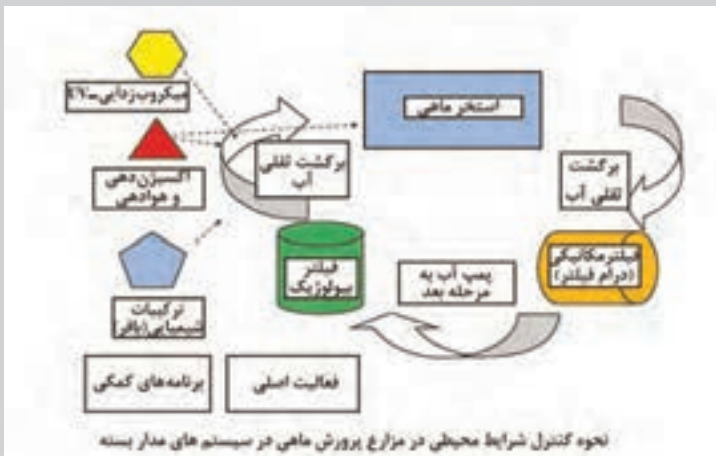 میکروب‌زدایی-UV
استخر ماهی
اکسیژن‌دهی
و هوادهی
برگشت ثقلی
آب
برگشت
ثقلی آب
ترکیبات
شیمیایی(بافر)
فیلتر
بیولوژیک
پمپ آب به
مرحله بعد
فیلتر مکانیکی
(درام فیلتر)
برنامه‌های کمکی
فعالیت اصلی
نحوه کنترل شرایط محیطی در مزارع پرورش ماهی در سیستم های مدار بسته